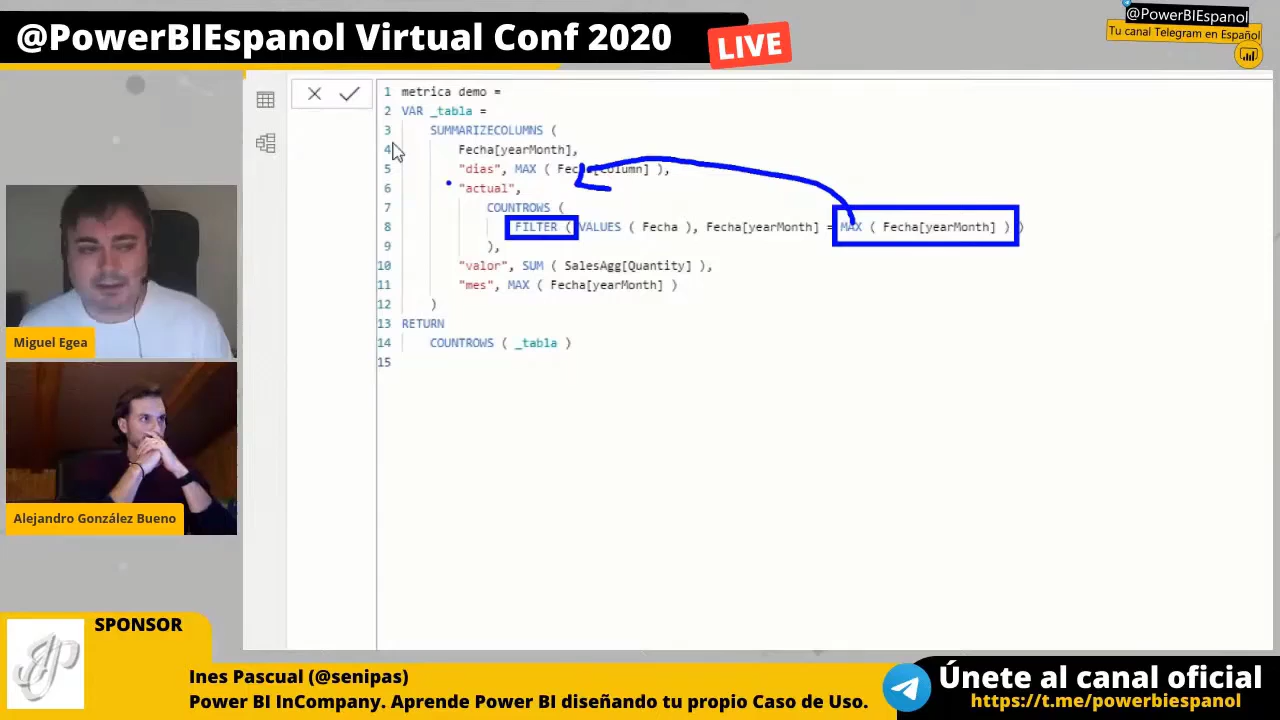 @PowerBIEspanol Virtual Conf 2020
LIVE
@PowerBIEspanol
Tu canal Telegram en Español
1 metrica demo =
2 VAR _tabla =
3 SUMMARIZECOLUMNS (
4 Fecha[yearMonth],
5 "dias", MAX ( Fecha[column] ),
6 "actual",
7 COUNTROWS (
8 FILTER ( VALUES ( Fecha ), Fecha[yearMonth] = MAX ( Fecha[yearMonth] ) )
9 ),
10 "valor", SUM ( SalesAgg[Quantity] ),
11 "mes", MAX ( Fecha[yearMonth] )
12 )
13 RETURN
14 COUNTROWS ( _tabla )
15
Miguel Egea
Alejandro González Bueno
SPONSOR
Ines Pascual (@senipas)
Power BI InCompany. Aprende Power BI diseñando tu propio Caso de Uso.
Únete al canal oficial
https://t.me/powerbiespanol